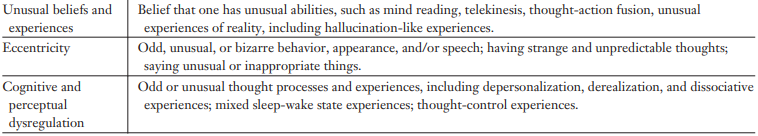 Unusual beliefs and experiences Belief that one has unusual abilities, such as mind reading, telekinesis, thought-action fusion, unusual
experiences of reality, including hallucination-like experiences.
Eccentricity Odd, unusual, or bizarre behavior, appearance, and/or speech; having strange and unpredictable thoughts;
saying unusual or inappropriate things.
Cognitive and perceptual dysregulation Odd or unusual thought processes and experiences, including depersonalization, derealization, and dissociative
experiences; mixed sleep-wake state experiences; thought-control experiences.